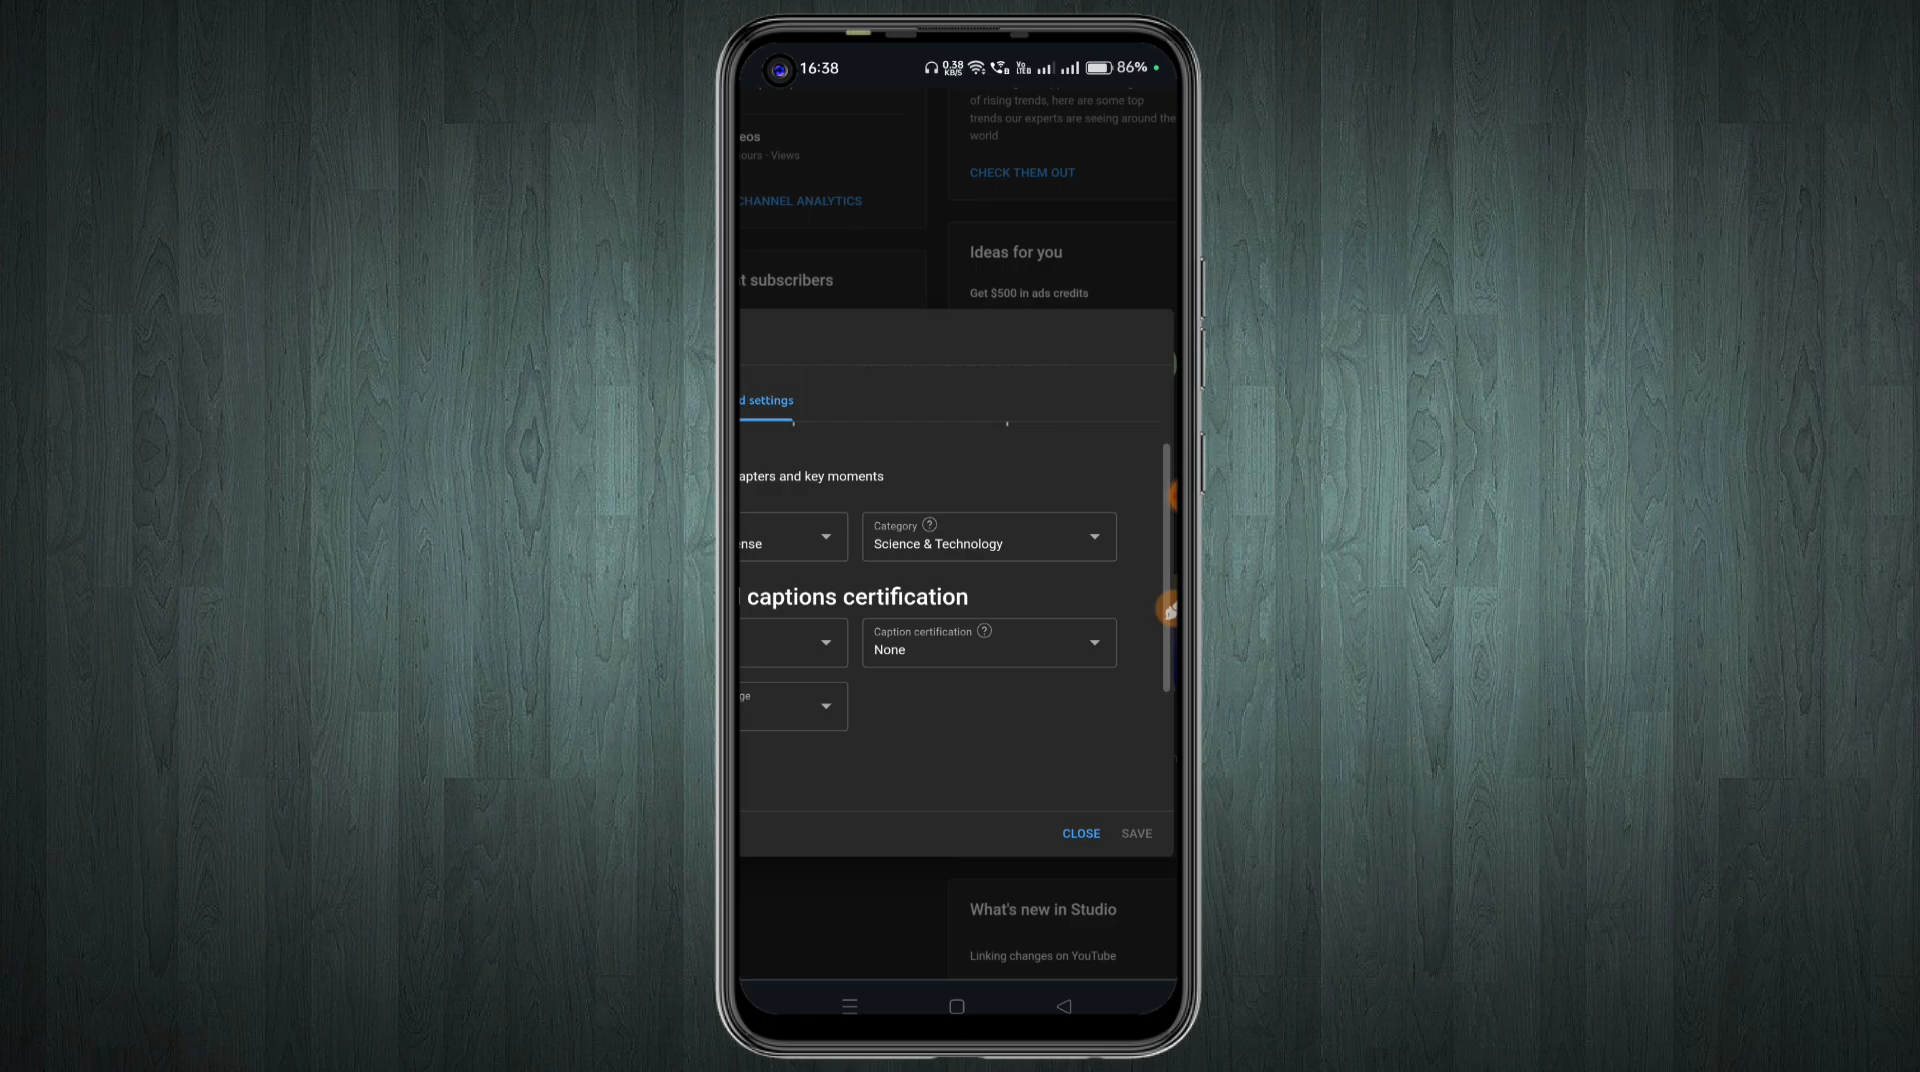 16:38
0.38
KB/S
Vo
86%
of rising trends, here are some top
trends our experts are seeing around the
world
CHECK THEM OUT
eos
ours · Views
CHANNEL ANALYTICS
t subscribers
Ideas for you
Get $500 in ads credits
d settings
apters and key moments
nse
Category ?
Science & Technology
captions certification
Caption certification ?
None
ge
CLOSE SAVE
What's new in Studio
Linking changes on YouTube